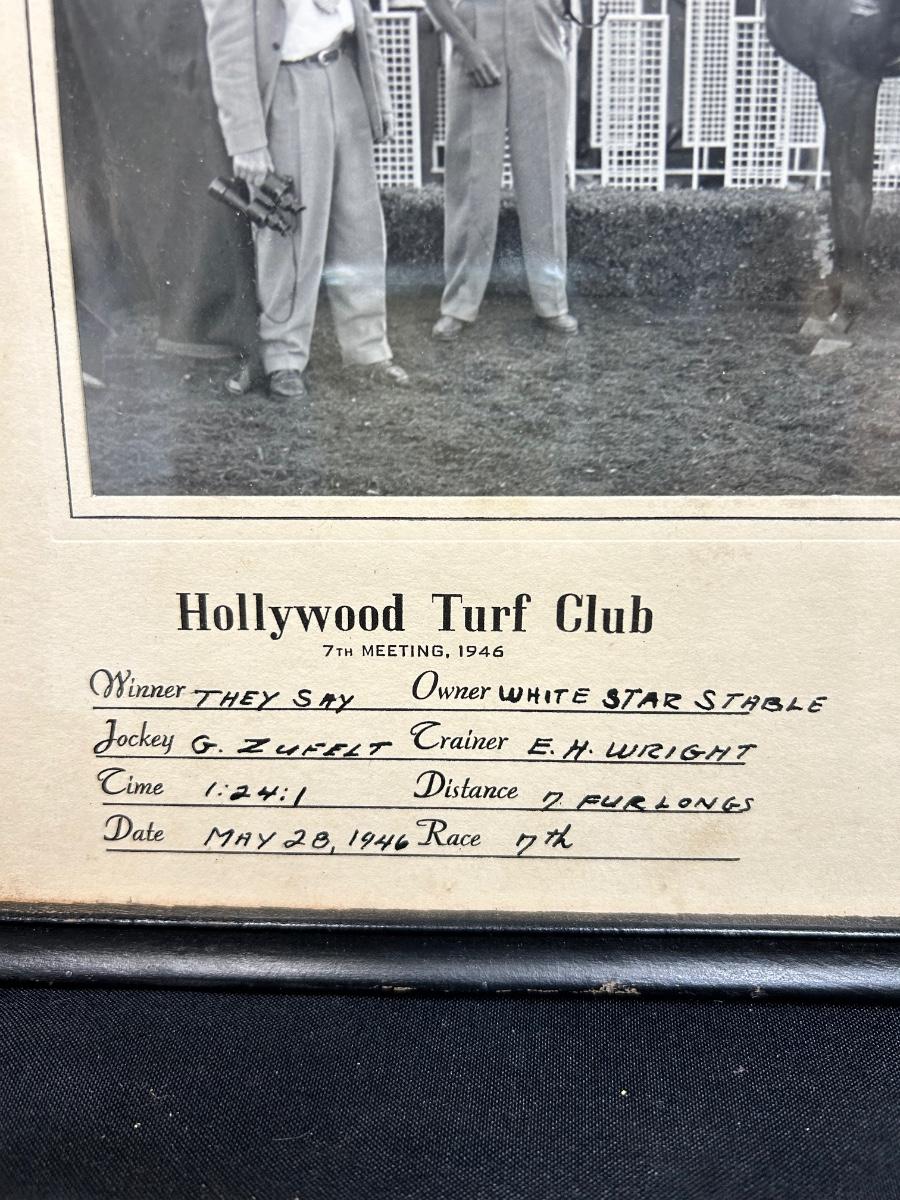 Hollywood Turf Club
7TH MEETING, 1946
Winner THEY SAY Owner WHITE STAR STABLE
Jockey G. ZUFELT Trainer E.H. WRIGHT
Time 1:24:1 Distance 7 FURLONGS
Date MAY 28, 1946 Race 7th